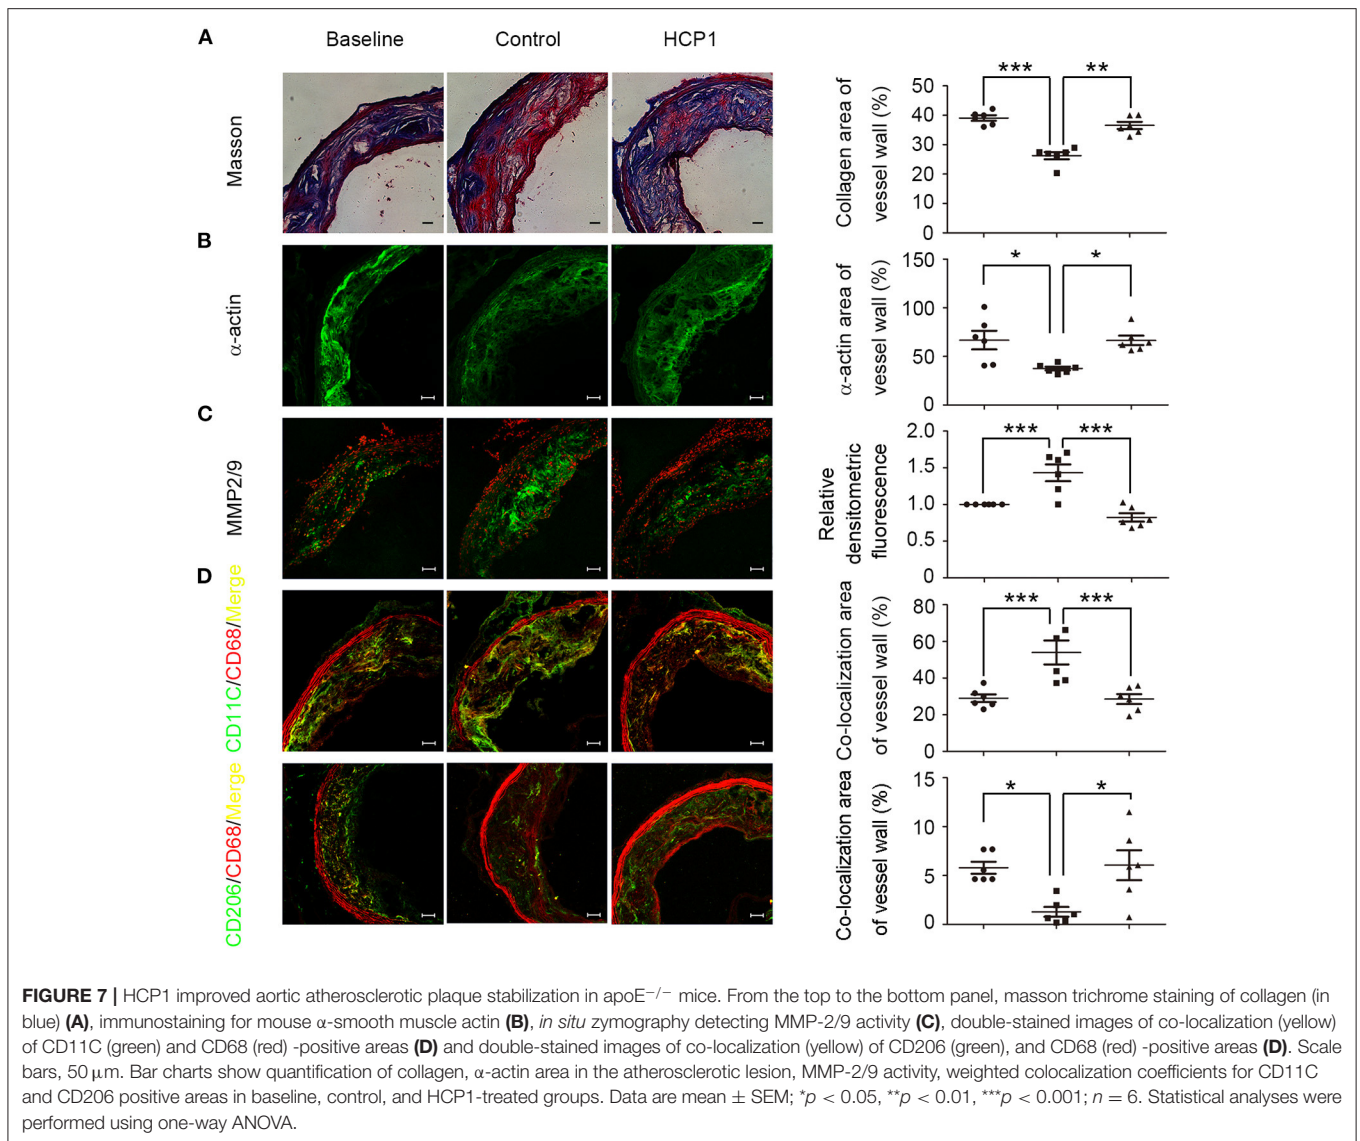 A
Baseline
Control
HCP1
Masson
Collagen area of
vessel wall (%)
50
40
30
20
10
0
***
**
B
α-actin
α-actin area of
vessel wall (%)
150
100
50
0
*
*
C
MMP2/9
Relative
densitometric
fluorescence
2.0
1.5
1.0
0.5
0
***
***
D
CD11C/CD68/Merge
Co-localization area
of vessel wall (%)
80
60
40
20
0
***
***
CD206/CD68/Merge
Co-localization area
of vessel wall (%)
15
10
5
0
*
*
FIGURE 7 | HCP1 improved aortic atherosclerotic plaque stabilization in apoE−/− mice. From the top to the bottom panel, masson trichrome staining of collagen (in
blue) (A), immunostaining for mouse α-smooth muscle actin (B), in situ zymography detecting MMP-2/9 activity (C), double-stained images of co-localization (yellow)
of CD11C (green) and CD68 (red) -positive areas (D) and double-stained images of co-localization (yellow) of CD206 (green), and CD68 (red) -positive areas (D). Scale
bars, 50 μm. Bar charts show quantification of collagen, α-actin area in the atherosclerotic lesion, MMP-2/9 activity, weighted colocalization coefficients for CD11C
and CD206 positive areas in baseline, control, and HCP1-treated groups. Data are mean ± SEM; *p < 0.05, **p < 0.01, ***p < 0.001; n = 6. Statistical analyses were
performed using one-way ANOVA.